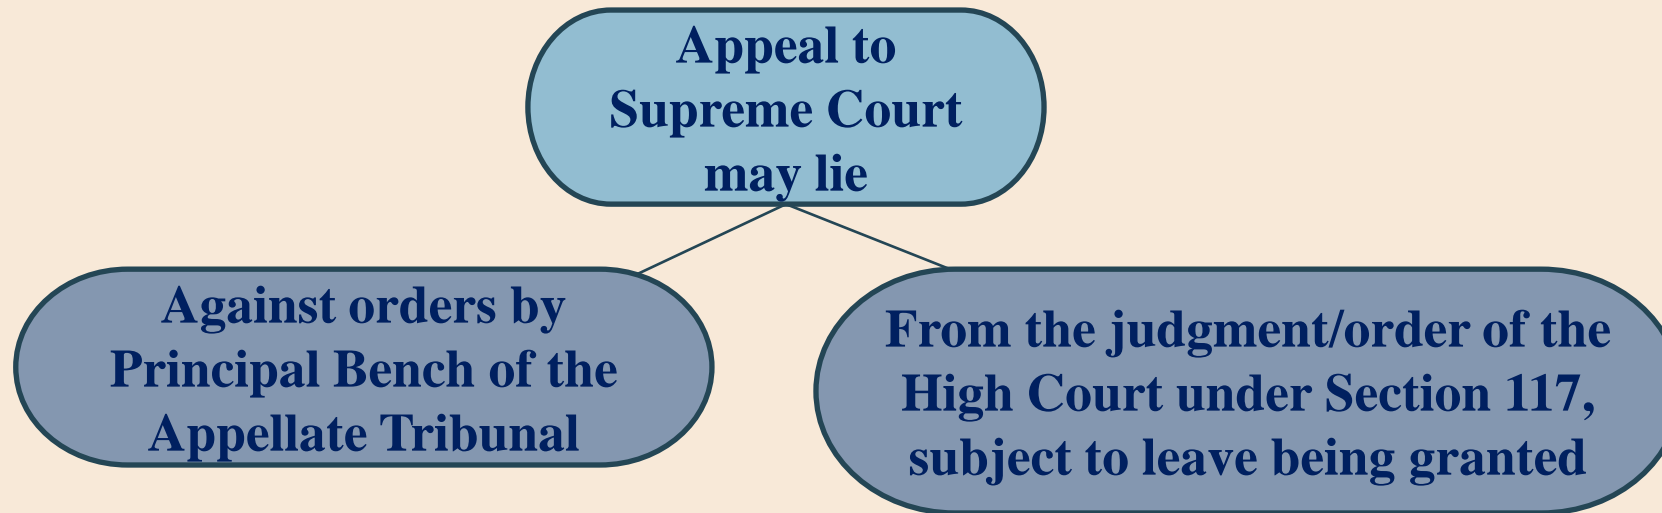 Appeal to
Supreme Court
may lie
Against orders by
Principal Bench of the
Appellate Tribunal
From the judgment/order of the
High Court under Section 117,
subject to leave being granted